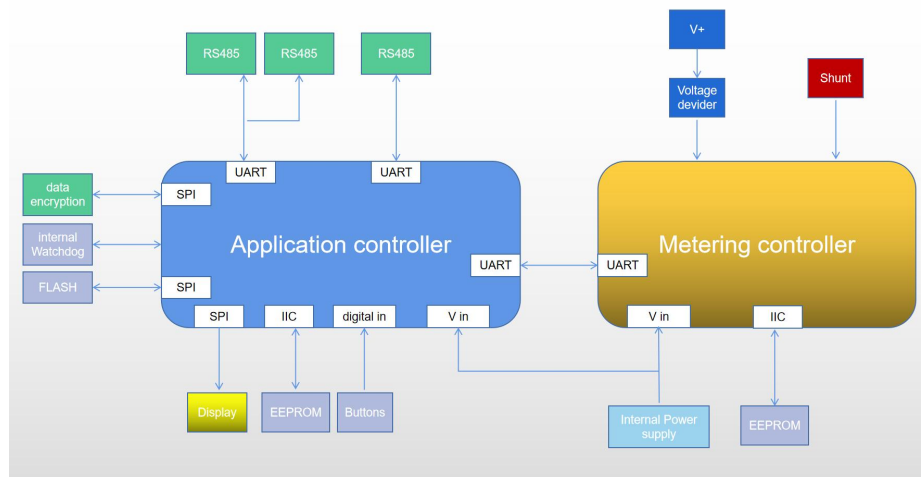 RS485
RS485
RS485
V+
Voltage
devider
Shunt
UART
UART
data
encryption
SPI
internal
Watchdog
Application controller
Metering controller
UART
UART
FLASH
SPI
SPI
IIC
digital in
V in
V in
IIC
Display
EEPROM
Buttons
Internal Power
supply
EEPROM